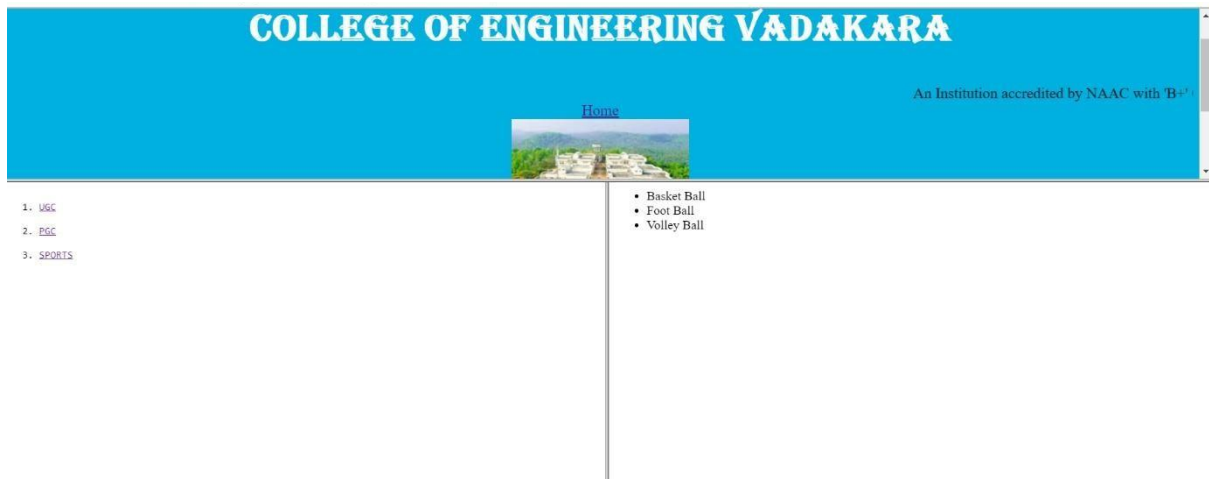 COLLEGE OF ENGINEERING VADAKARA
An Institution accredited by NAAC with 'B+'
Home
1. UGC
2. PGC
3. SPORTS
• Basket Ball
• Foot Ball
• Volley Ball